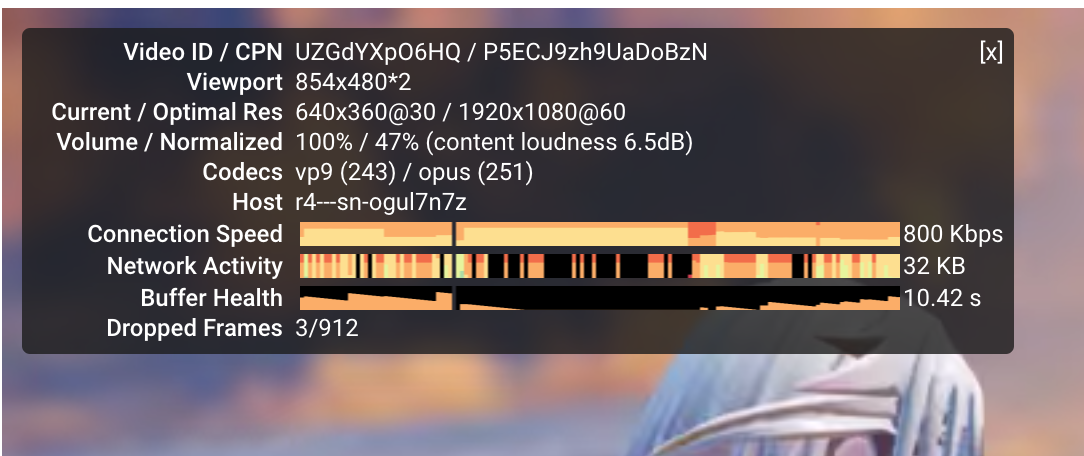 Video ID / CPN UZGdYXpO6HQ / P5ECJ9zh9UaDoBzN [x]
Viewport 854x480*2
Current / Optimal Res 640x360@30 / 1920x1080@60
Volume / Normalized 100% / 47% (content loudness 6.5dB)
Codecs vp9 (243) / opus (251)
Host r4---sn-ogul7n7z
Connection Speed 800 Kbps
Network Activity 32 KB
Buffer Health 10.42 s
Dropped Frames 3/912